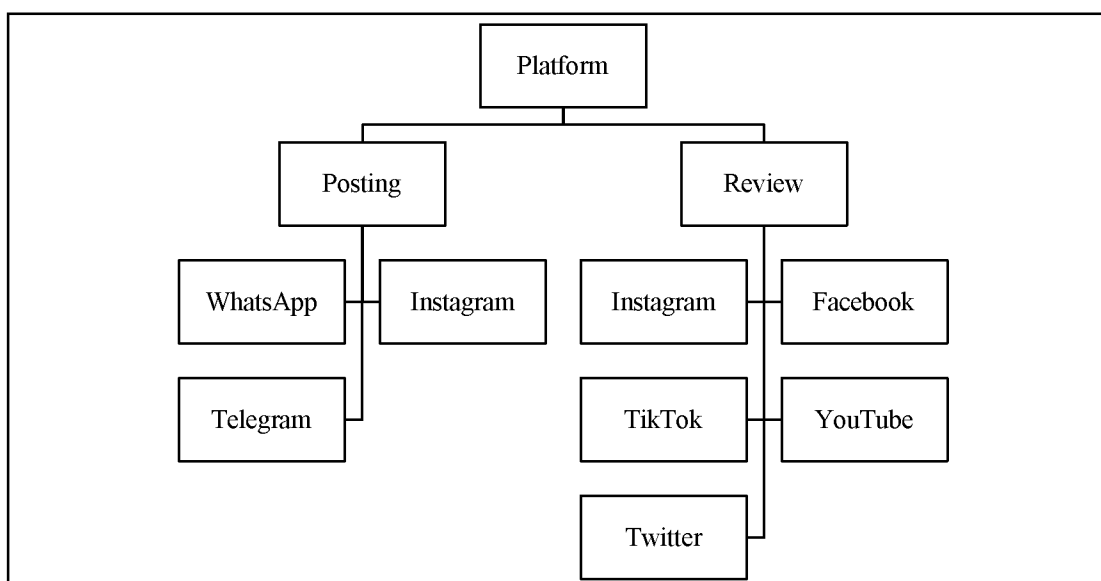 Platform
Posting
Review
WhatsApp
Instagram
Instagram
Facebook
Telegram
TikTok
YouTube
Twitter